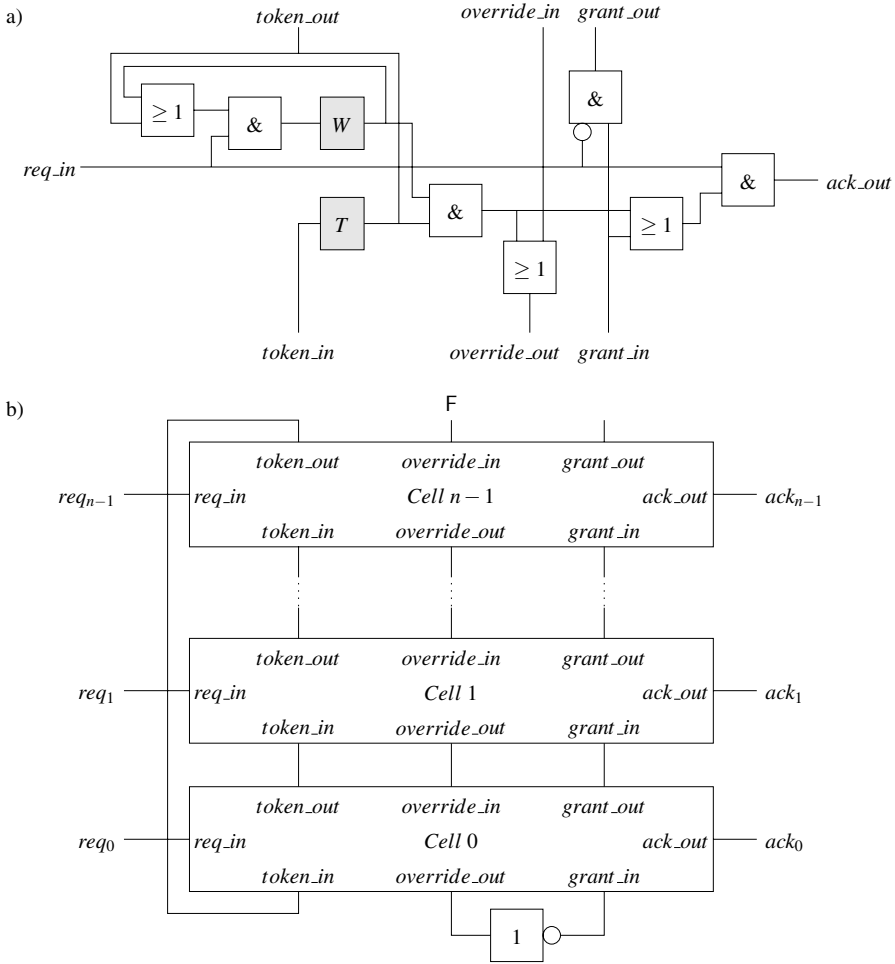 a)
token_out override_in grant_out
≥ 1 & W &
req_in & ack_out
T & ≥ 1
≥ 1
token_in override_out grant_in
b)
F
token_out override_in grant_out
req_{n−1} req_in Cell n − 1 ack_out ack_{n−1}
token_in override_out grant_in
token_out override_in grant_out
req_1 req_in Cell 1 ack_out ack_1
token_in override_out grant_in
token_out override_in grant_out
req_0 req_in Cell 0 ack_out ack_0
token_in override_out grant_in
1